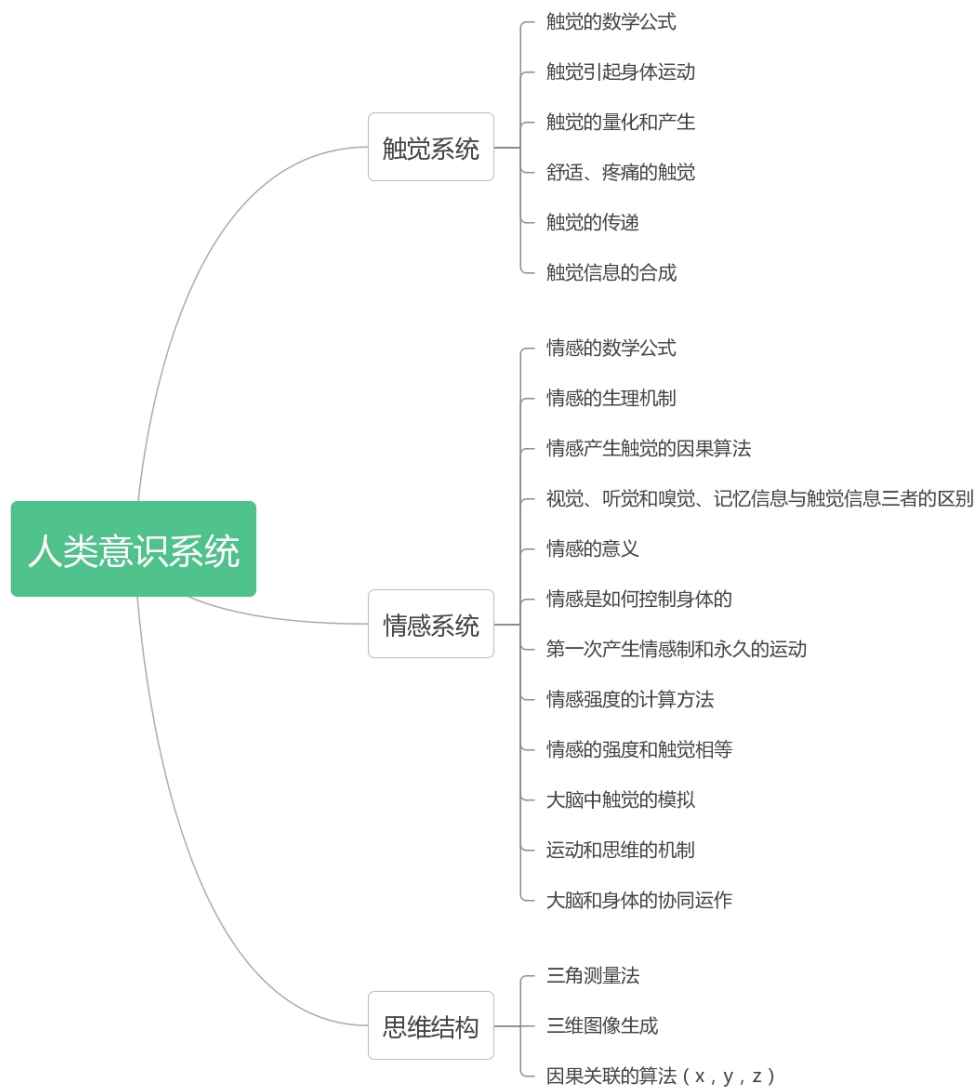 人类意识系统
触觉系统
触觉的数学公式
触觉引起身体运动
触觉的量化和产生
舒适、疼痛的触觉
触觉的传递
触觉信息的合成
情感系统
情感的数学公式
情感的生理机制
情感产生触觉的因果算法
视觉、听觉和嗅觉、记忆信息与触觉信息三者的区别
情感的意义
情感是如何控制身体的
第一次产生情感制和永久的运动
情感强度的计算方法
情感的强度和触觉相等
大脑中触觉的模拟
运动和思维的机制
大脑和身体的协同运作
思维结构
三角测量法
三维图像生成
因果关联的算法（x，y，z）